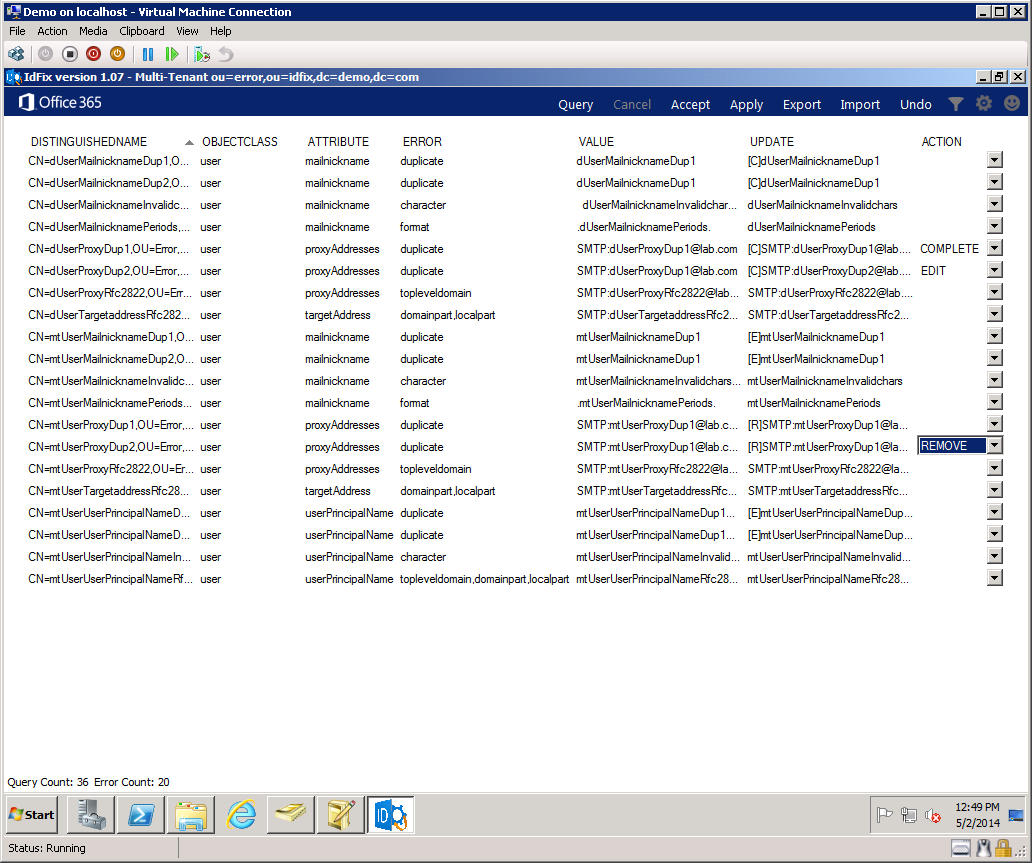 Demo on localhost - Virtual Machine Connection
File Action Media Clipboard View Help
IdFix version 1.07 - Multi-Tenant ou=error,ou=idfix,dc=demo,dc=com
Office 365 Query Cancel Accept Apply Export Import Undo
DISTINGUISHEDNAME OBJECTCLASS ATTRIBUTE ERROR VALUE UPDATE ACTION
CN=dUserMailnicknameDup1,O... user mailnickname duplicate dUserMailnicknameDup1 [C]dUserMailnicknameDup1
CN=dUserMailnicknameDup2,O... user mailnickname duplicate dUserMailnicknameDup1 [C]dUserMailnicknameDup1
CN=dUserMailnicknameInvalidc... user mailnickname character dUserMailnicknameInvalidchar... dUserMailnicknameInvalidchars
CN=dUserMailnicknamePeriods,... user mailnickname format .dUserMailnicknamePeriods. dUserMailnicknamePeriods
CN=dUserProxyDup1,OU=Error,... user proxyAddresses duplicate SMTP:dUserProxyDup1@lab.com [C]SMTP:dUserProxyDup1@lab.... COMPLETE
CN=dUserProxyDup2,OU=Error,... user proxyAddresses duplicate SMTP:dUserProxyDup1@lab.com [C]SMTP:dUserProxyDup2@lab.... EDIT
CN=dUserProxyRfc2822,OU=Err... user proxyAddresses topleveldomain SMTP:dUserProxyRfc2822@lab... SMTP:dUserProxyRfc2822@lab....
CN=dUserTargetaddressRfc282... user targetAddress domainpart,localpart SMTP:dUserTargetaddressRfc2... SMTP:dUserTargetaddressRfc2...
CN=mtUserMailnicknameDup1,O... user mailnickname duplicate mtUserMailnicknameDup1 [E]mtUserMailnicknameDup1
CN=mtUserMailnicknameDup2,O... user mailnickname duplicate mtUserMailnicknameDup1 [E]mtUserMailnicknameDup1
CN=mtUserMailnicknameInvalidc... user mailnickname character mtUserMailnicknameInvalidchars... mtUserMailnicknameInvalidchars
CN=mtUserMailnicknamePeriods... user mailnickname format .mtUserMailnicknamePeriods. mtUserMailnicknamePeriods
CN=mtUserProxyDup1,OU=Error,... user proxyAddresses duplicate SMTP:mtUserProxyDup1@lab.c... [R]SMTP:mtUserProxyDup1@la...
CN=mtUserProxyDup2,OU=Error,... user proxyAddresses duplicate SMTP:mtUserProxyDup1@lab.c... [R]SMTP:mtUserProxyDup1@la... REMOVE
CN=mtUserProxyRfc2822,OU=Er... user proxyAddresses topleveldomain SMTP:mtUserProxyRfc2822@la... SMTP:mtUserProxyRfc2822@la...
CN=mtUserTargetaddressRfc28... user targetAddress domainpart,localpart SMTP:mtUserTargetaddressRfc... SMTP:mtUserTargetaddressRfc...
CN=mtUserUserPrincipalNameD... user userPrincipalName duplicate mtUserUserPrincipalNameDup1... [E]mtUserUserPrincipalNameDup...
CN=mtUserUserPrincipalNameD... user userPrincipalName duplicate mtUserUserPrincipalNameDup1... [E]mtUserUserPrincipalNameDup...
CN=mtUserUserPrincipalNameIn... user userPrincipalName character mtUserUserPrincipalNameInvalid... mtUserUserPrincipalNameInvalid...
CN=mtUserUserPrincipalNameRf... user userPrincipalName topleveldomain,domainpart,localpart mtUserUserPrincipalNameRfc28... mtUserUserPrincipalNameRfc28...
Query Count: 36 Error Count: 20
Start ID 12:49 PM
5/2/2014
Status: Running